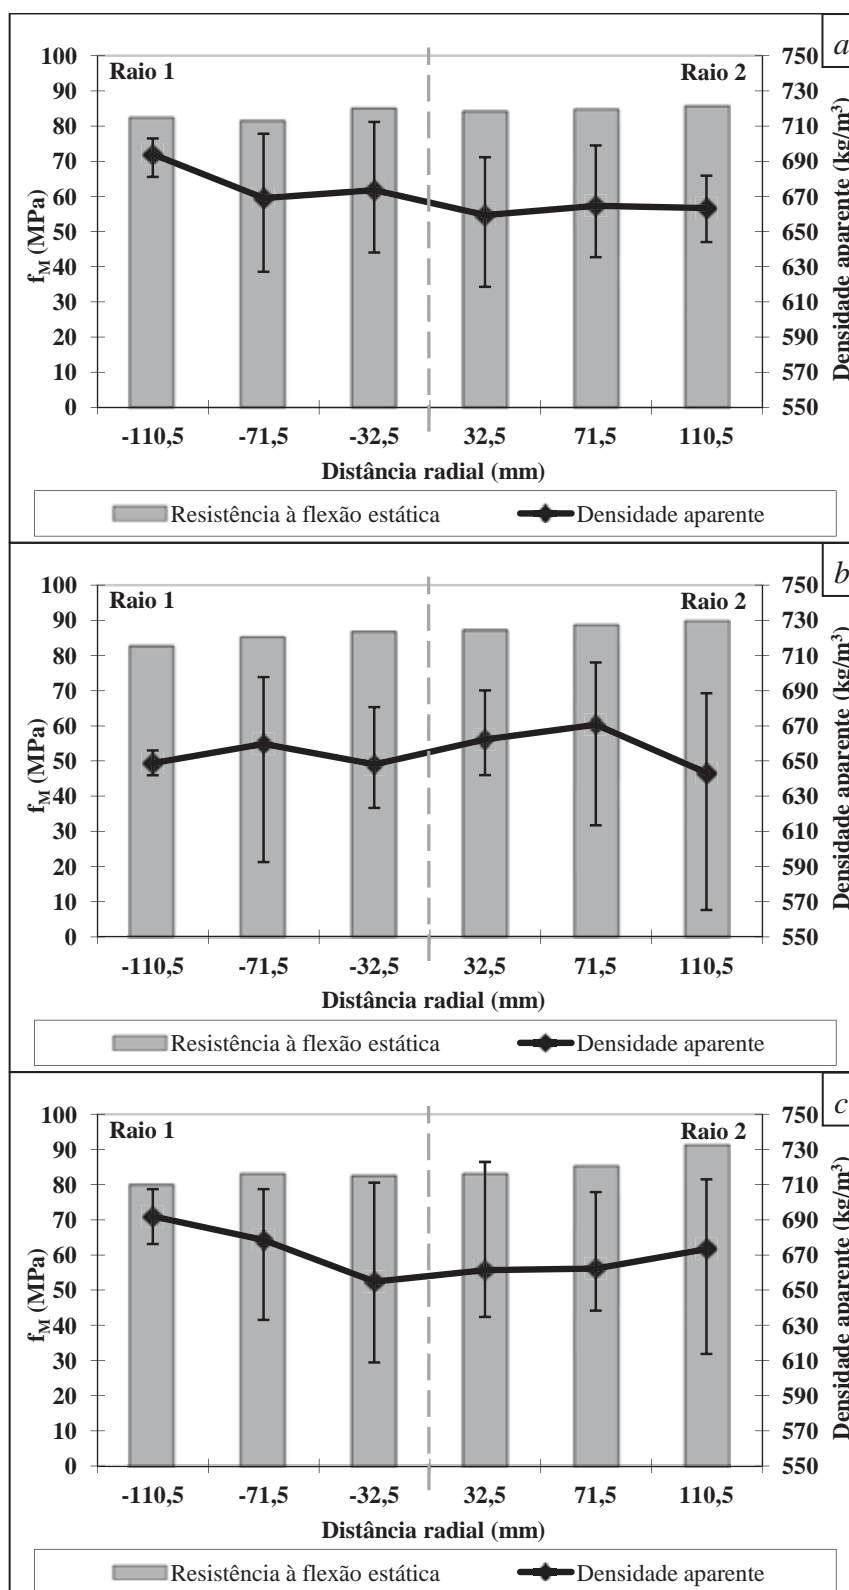 a
100 750
Raio 1 Raio 2
90 730
80 710
70 690
60 670
50 650
40 630
30 610
20 590
10 570
0 550
f_M (MPa)
Densidade aparente (kg/m³)
-110,5 -71,5 -32,5 32,5 71,5 110,5
Distância radial (mm)
Resistência à flexão estática Densidade aparente
b
100 750
Raio 1 Raio 2
90 730
80 710
70 690
60 670
50 650
40 630
30 610
20 590
10 570
0 550
f_M (MPa)
Densidade aparente (kg/m³)
-110,5 -71,5 -32,5 32,5 71,5 110,5
Distância radial (mm)
Resistência à flexão estática Densidade aparente
c
100 750
Raio 1 Raio 2
90 730
80 710
70 690
60 670
50 650
40 630
30 610
20 590
10 570
0 550
f_M (MPa)
Densidade aparente (kg/m³)
-110,5 -71,5 -32,5 32,5 71,5 110,5
Distância radial (mm)
Resistência à flexão estática Densidade aparente